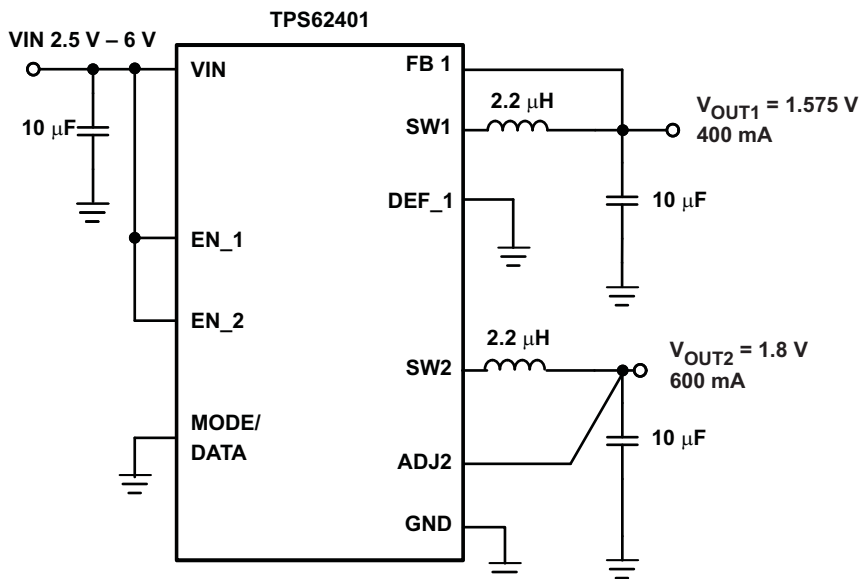 TPS62401
VIN 2.5 V – 6 V
VIN
FB 1
10 μF
2.2 μH
SW1
VOUT1 = 1.575 V
400 mA
DEF_1
10 μF
EN_1
EN_2
2.2 μH
SW2
VOUT2 = 1.8 V
600 mA
MODE/
DATA
10 μF
ADJ2
GND